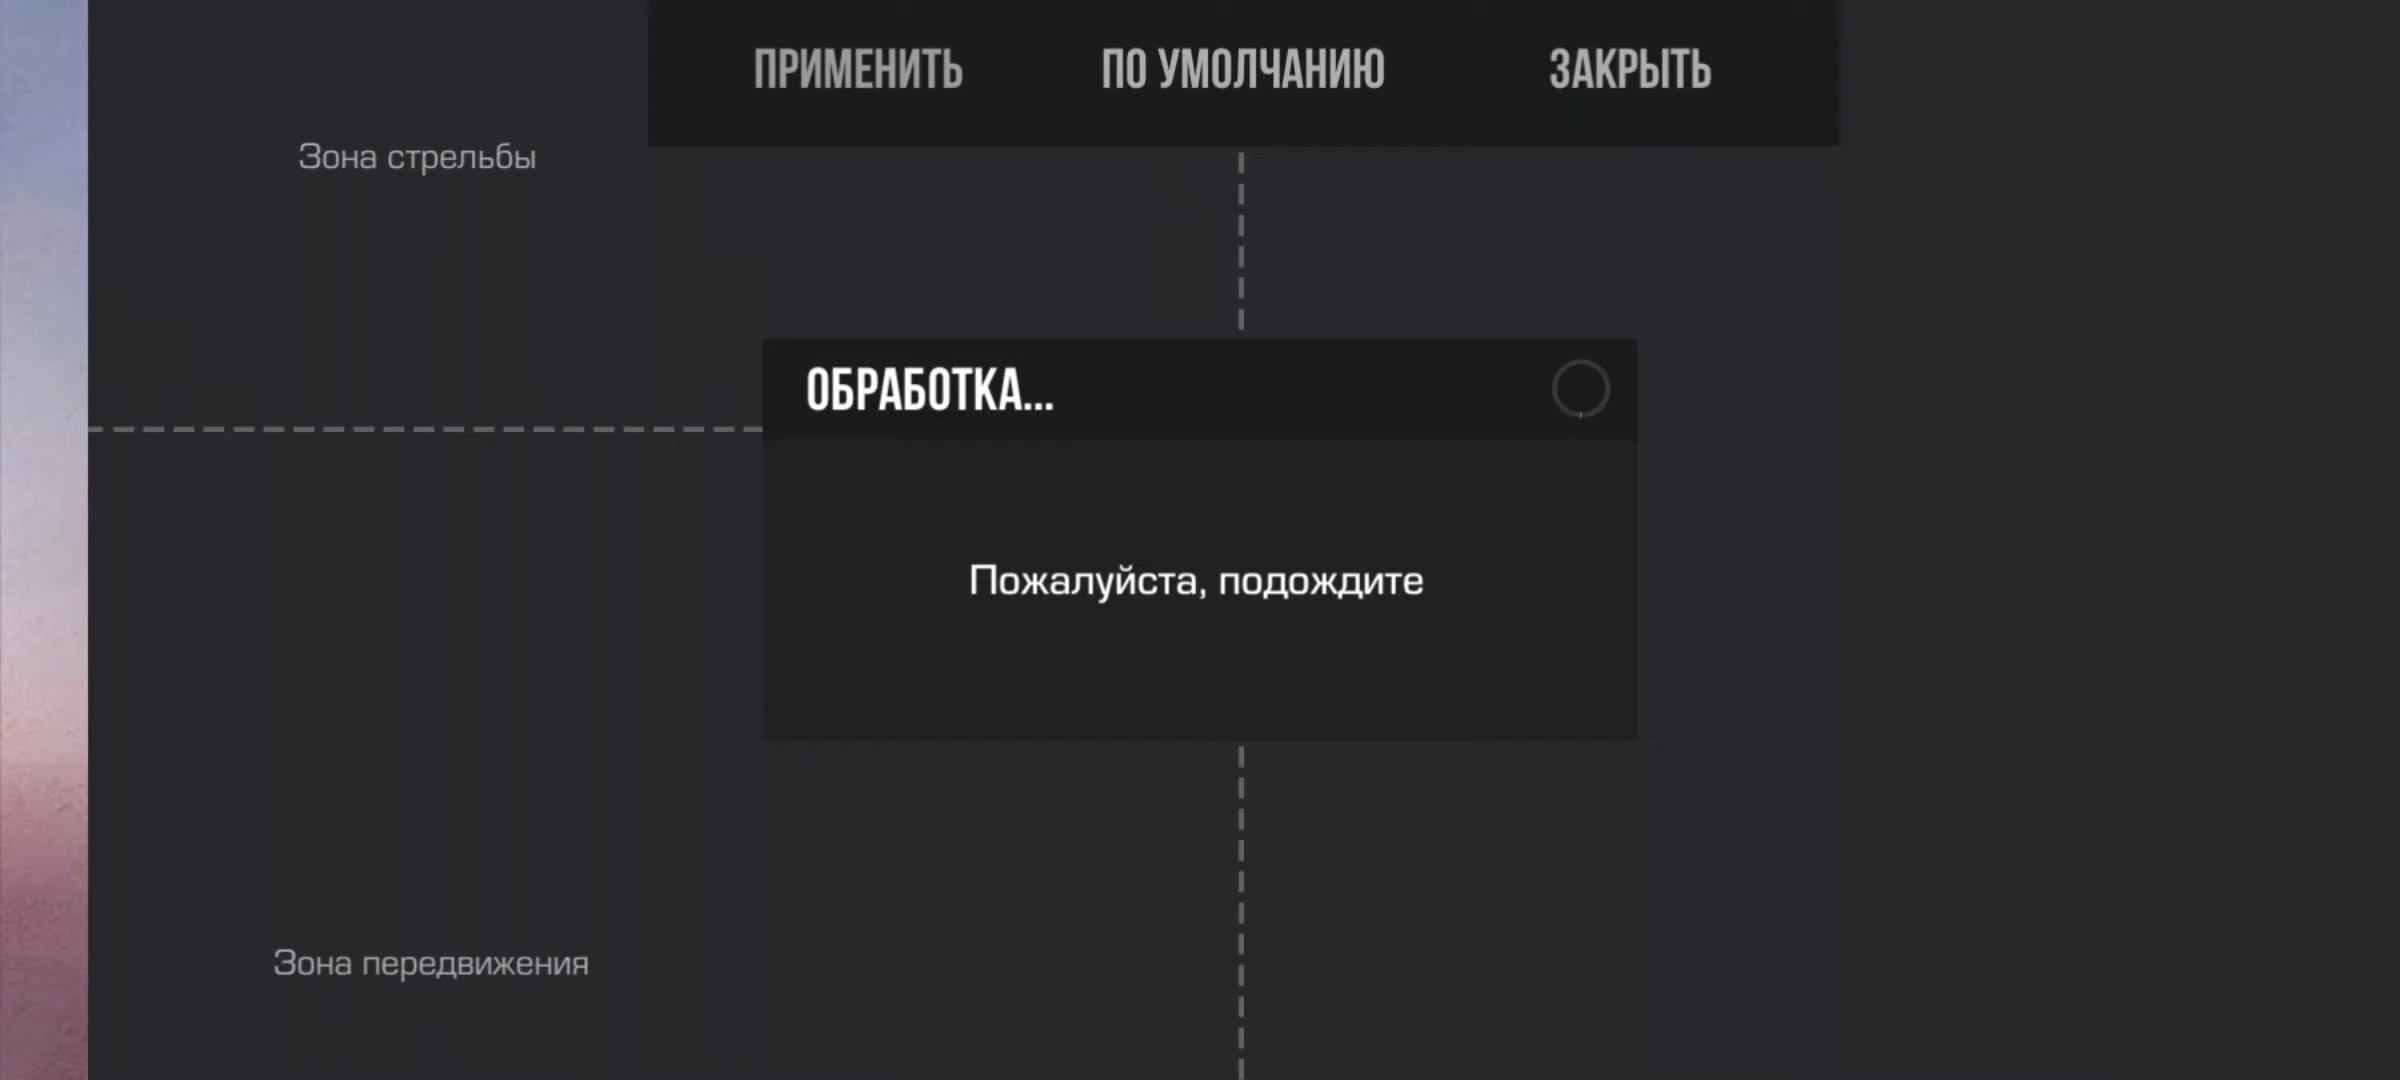 ПРИМЕНИТЬ ПО УМОЛЧАНИЮ ЗАКРЫТЬ
Зона стрельбы
ОБРАБОТКА...
Пожалуйста, подождите
Зона передвижения